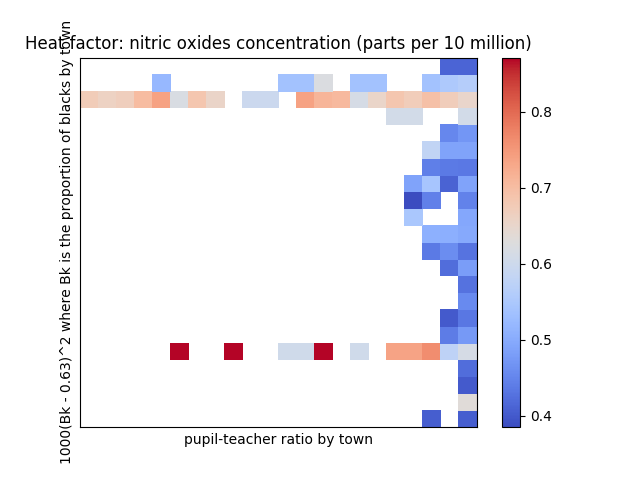 Heat factor: nitric oxides concentration (parts per 10 million)
1000(Bk - 0.63)^2 where Bk is the proportion of blacks by town
0.8
0.7
0.6
0.5
0.4
pupil-teacher ratio by town